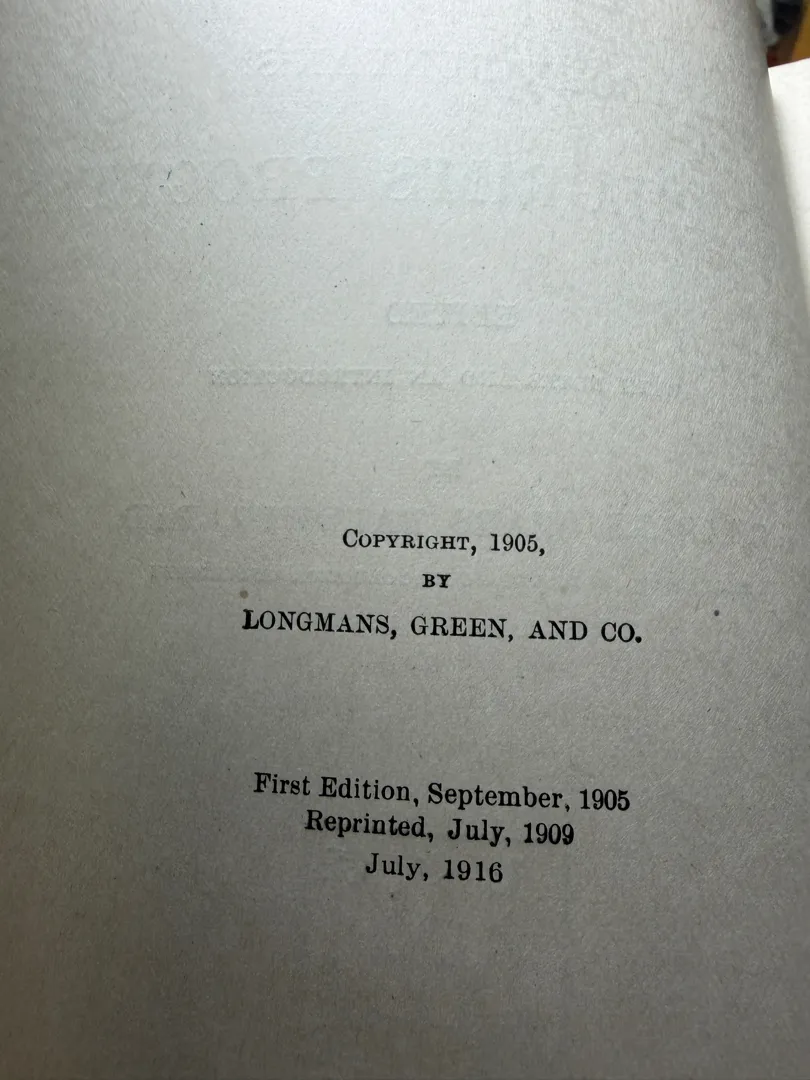 COPYRIGHT, 1905,
BY
LONGMANS, GREEN, AND CO.
First Edition, September, 1905
Reprinted, July, 1909
July, 1916